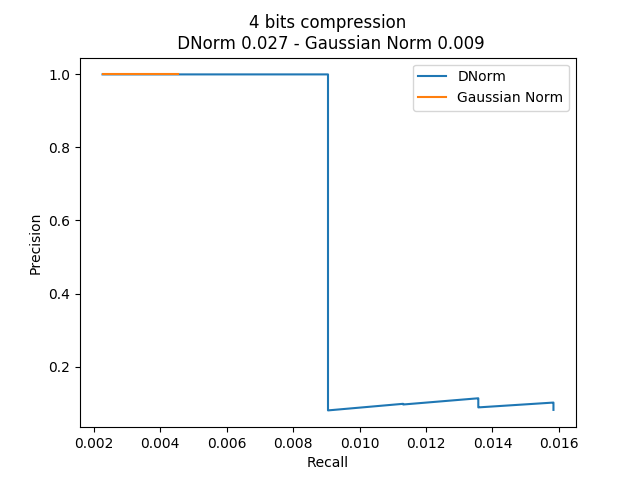 4 bits compression
DNorm 0.027 - Gaussian Norm 0.009
DNorm
Gaussian Norm
1.0
0.8
0.6
0.4
0.2
Precision
0.002 0.004 0.006 0.008 0.010 0.012 0.014 0.016
Recall